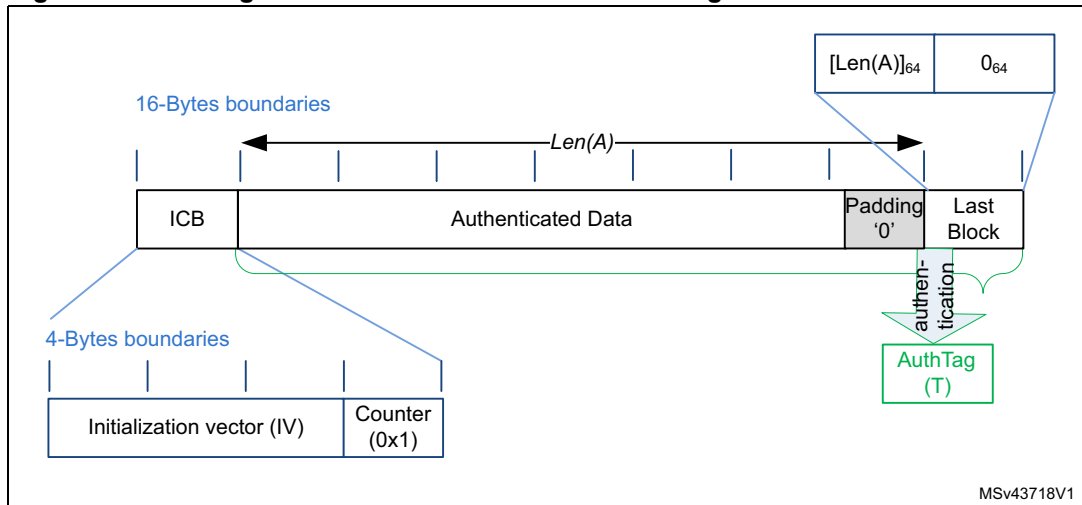 [Len(A)]64
064
16-Bytes boundaries
Len(A)
ICB
Authenticated Data
Padding
‘0’
Last
Block
authen-
tication
4-Bytes boundaries
AuthTag
(T)
Initialization vector (IV)
Counter
(0x1)
MSv43718V1